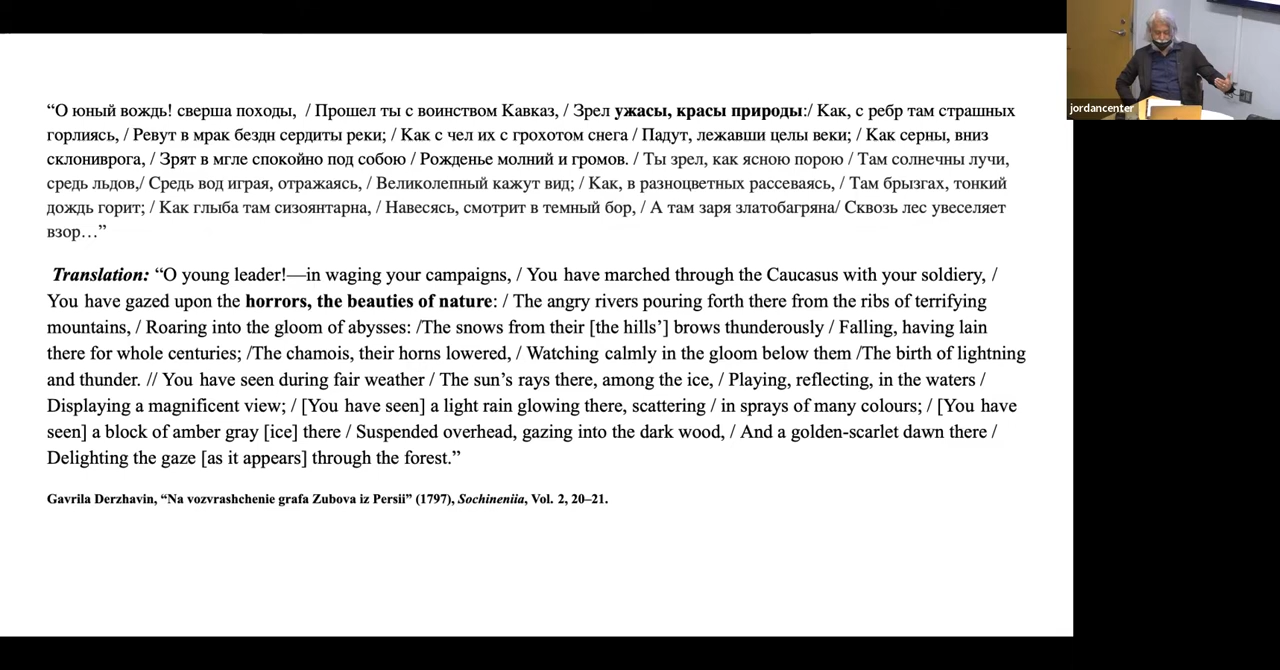 “О юный вождь! сверша походы, / Прошел ты с воинством Кавказ, / Зрел ужасы, красы природы:/ Как, с ребр там страшных
горлиясь, / Ревут в мрак бездн сердиты реки; / Как с чел их с грохотом снега / Падут, лежавши целы веки; / Как серны, вниз
склонивրога, / Зрят в мгле спокойно под собою / Рожденье молний и громов. / Ты зрел, как ясною порою / Там солнечны лучи,
средь льдов,/ Средь вод играя, отражаясь, / Великолепный кажут вид; / Как, в разноцветных рассеваясь, / Там брызгах, тонкий
дождь горит; / Как глыба там сизоянтарна, / Навесясь, смотрит в темный бор, / А там заря златобагряна/ Сквозь лес увеселяет
взор…”
Translation: “O young leader!—in waging your campaigns, / You have marched through the Caucasus with your soldiery, /
You have gazed upon the horrors, the beauties of nature: / The angry rivers pouring forth there from the ribs of terrifying
mountains, / Roaring into the gloom of abysses: /The snows from their [the hills’] brows thunderously / Falling, having lain
there for whole centuries; /The chamois, their horns lowered, / Watching calmly in the gloom below them /The birth of lightning
and thunder. // You have seen during fair weather / The sun’s rays there, among the ice, / Playing, reflecting, in the waters /
Displaying a magnificent view; / [You have seen] a light rain glowing there, scattering / in sprays of many colours; / [You have
seen] a block of amber gray [ice] there / Suspended overhead, gazing into the dark wood, / And a golden-scarlet dawn there /
Delighting the gaze [as it appears] through the forest.”
Gavrila Derzhavin, “Na vozvrashchenie grafa Zubova iz Persii” (1797), Sochineniia, Vol. 2, 20–21.
jordancenter